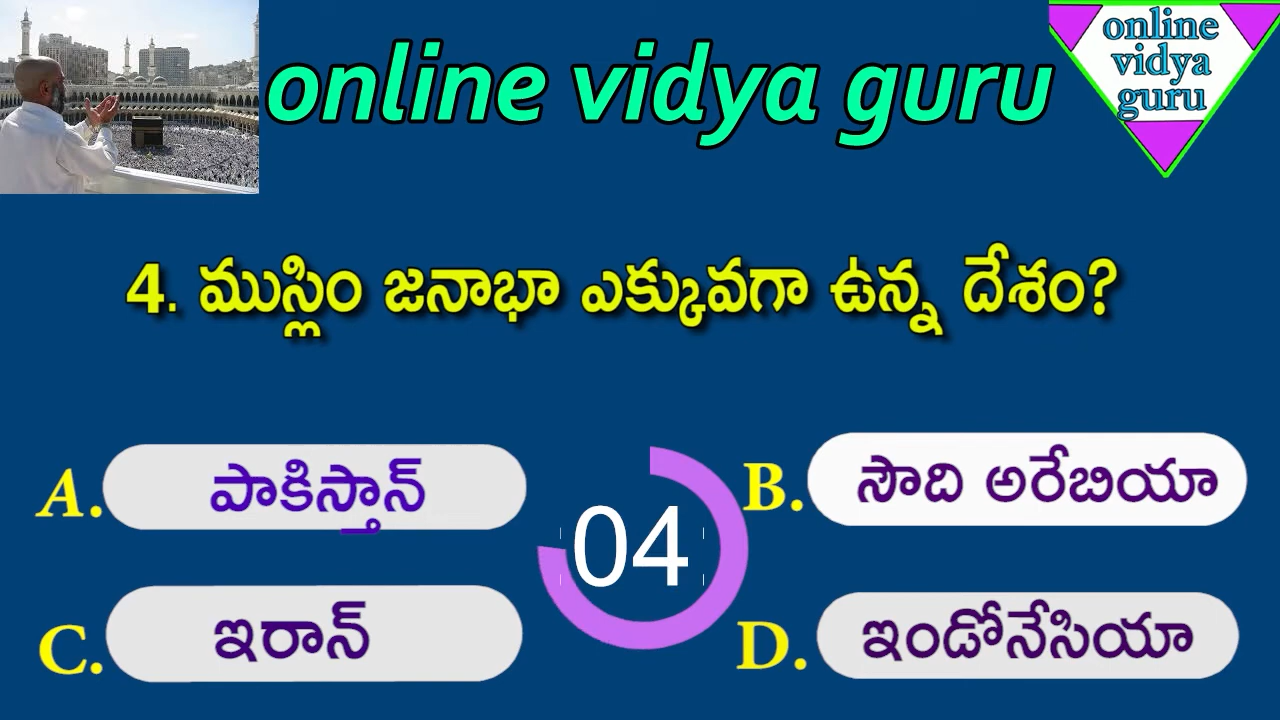 online vidya guru
online
vidya
guru
4. ముస్లిం జనాభా ఎక్కువగా ఉన్న దేశం?
A. పాకిస్తాన్
B. సౌది అరేబియా
04
C. ఇరాన్
D. ఇండోనేసియా